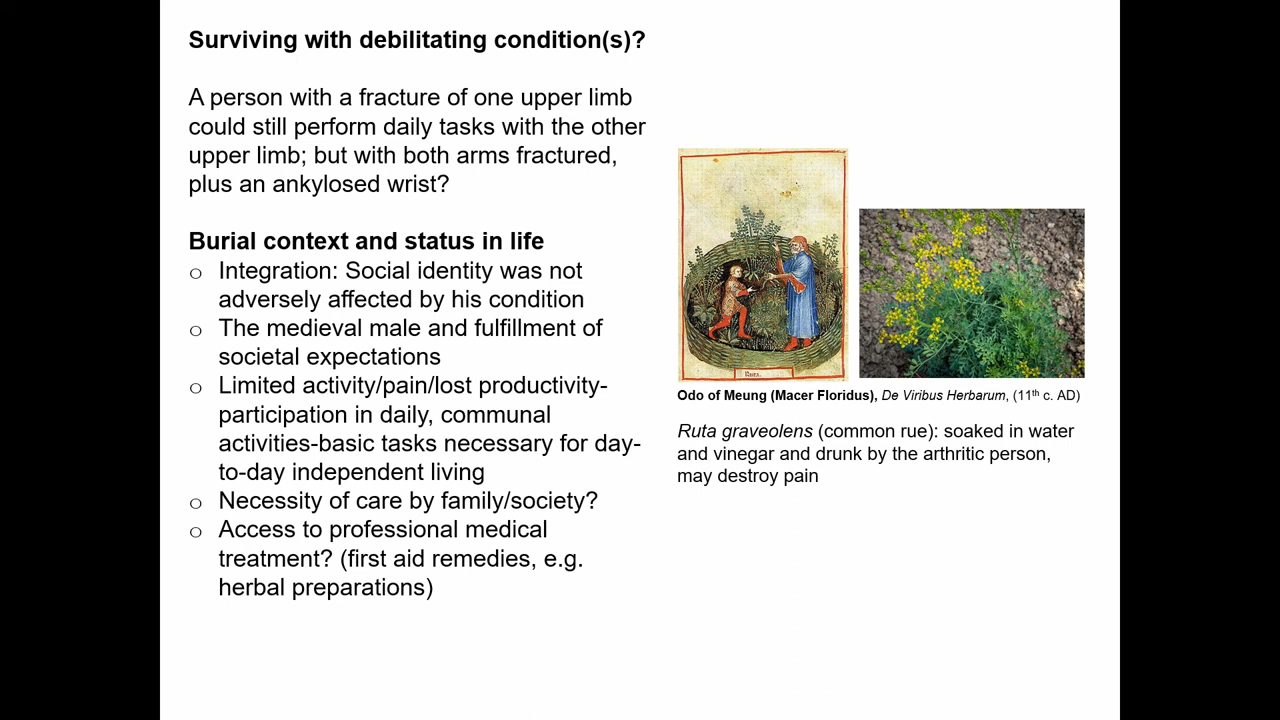 Surviving with debilitating condition(s)?
A person with a fracture of one upper limb
could still perform daily tasks with the other
upper limb; but with both arms fractured,
plus an ankylosed wrist?
Burial context and status in life
o Integration: Social identity was not
adversely affected by his condition
o The medieval male and fulfillment of
societal expectations
o Limited activity/pain/lost productivity-
participation in daily, communal
activities-basic tasks necessary for day-
to-day independent living
o Necessity of care by family/society?
o Access to professional medical
treatment? (first aid remedies, e.g.
herbal preparations)
Odo of Meung (Macer Floridus), De Viribus Herbarum, (11th c. AD)
Ruta graveolens (common rue): soaked in water
and vinegar and drunk by the arthritic person,
may destroy pain